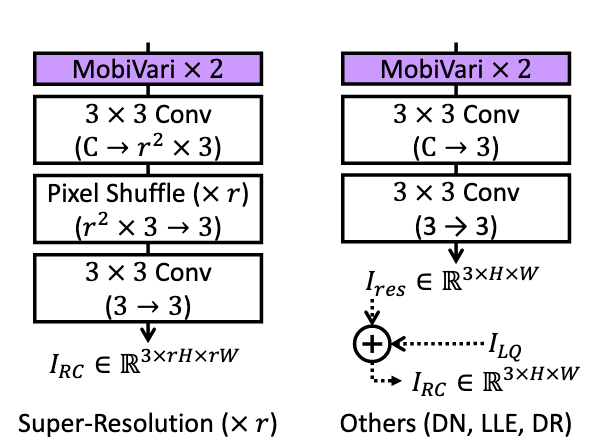 MobiVari × 2
3 × 3 Conv
(C → r² × 3)
Pixel Shuffle (× r)
(r² × 3 → 3)
3 × 3 Conv
(3 → 3)
I_RC ∈ ℝ^{3×rH×rW}
Super-Resolution (× r)
MobiVari × 2
3 × 3 Conv
(C → 3)
3 × 3 Conv
(3 → 3)
I_res ∈ ℝ^{3×H×W}
+
I_LQ
I_RC ∈ ℝ^{3×H×W}
Others (DN, LLE, DR)